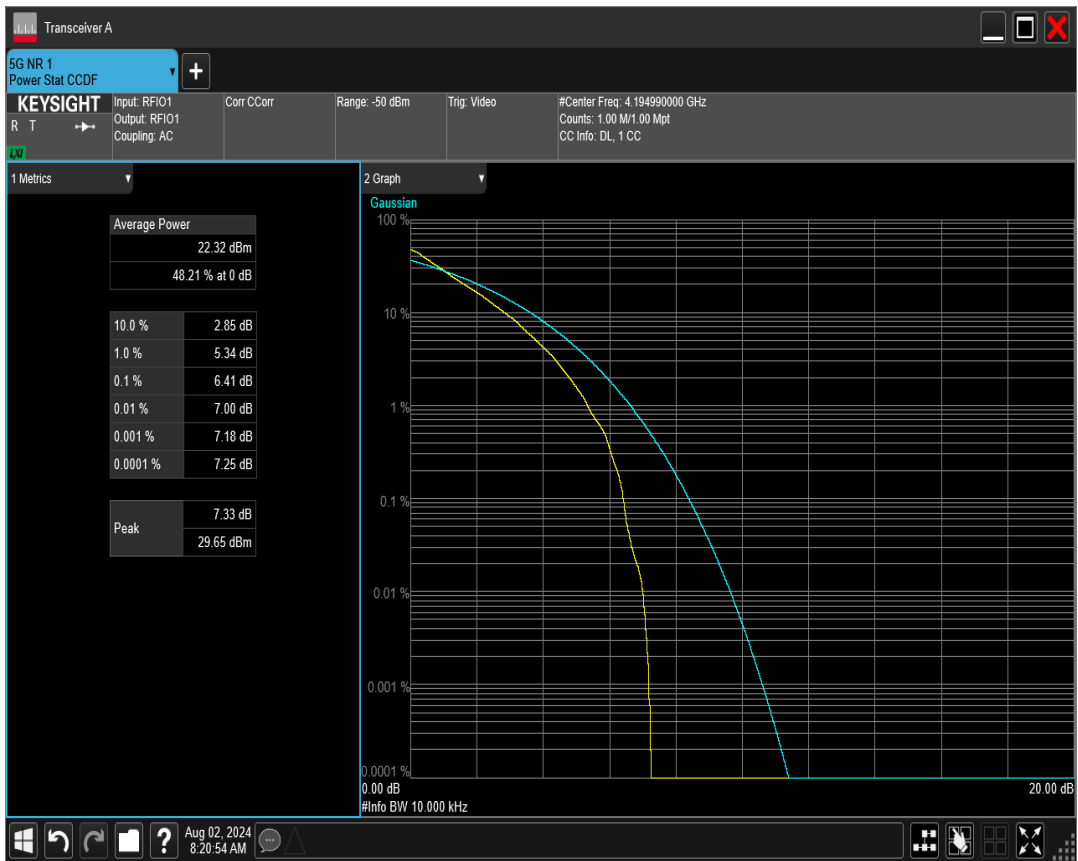 Transceiver A
5G NR 1
Power Stat CCDF
+
KEYSIGHT
R T
LXI
Input: RFIO1
Output: RFIO1
Coupling: AC
Corr CCorr
Range: -50 dBm
Trig: Video
#Center Freq: 4.194990000 GHz
Counts: 1.00 M/1.00 Mpt
CC Info: DL, 1 CC
1 Metrics
Average Power
22.32 dBm
48.21 % at 0 dB
10.0 % 2.85 dB
1.0 % 5.34 dB
0.1 % 6.41 dB
0.01 % 7.00 dB
0.001 % 7.18 dB
0.0001 % 7.25 dB
Peak
7.33 dB
29.65 dBm
2 Graph
Gaussian
100 %
10 %
1 %
0.1 %
0.01 %
0.001 %
0.0001 %
0.00 dB 20.00 dB
#Info BW 10.000 kHz
?
Aug 02, 2024
8:20:54 AM